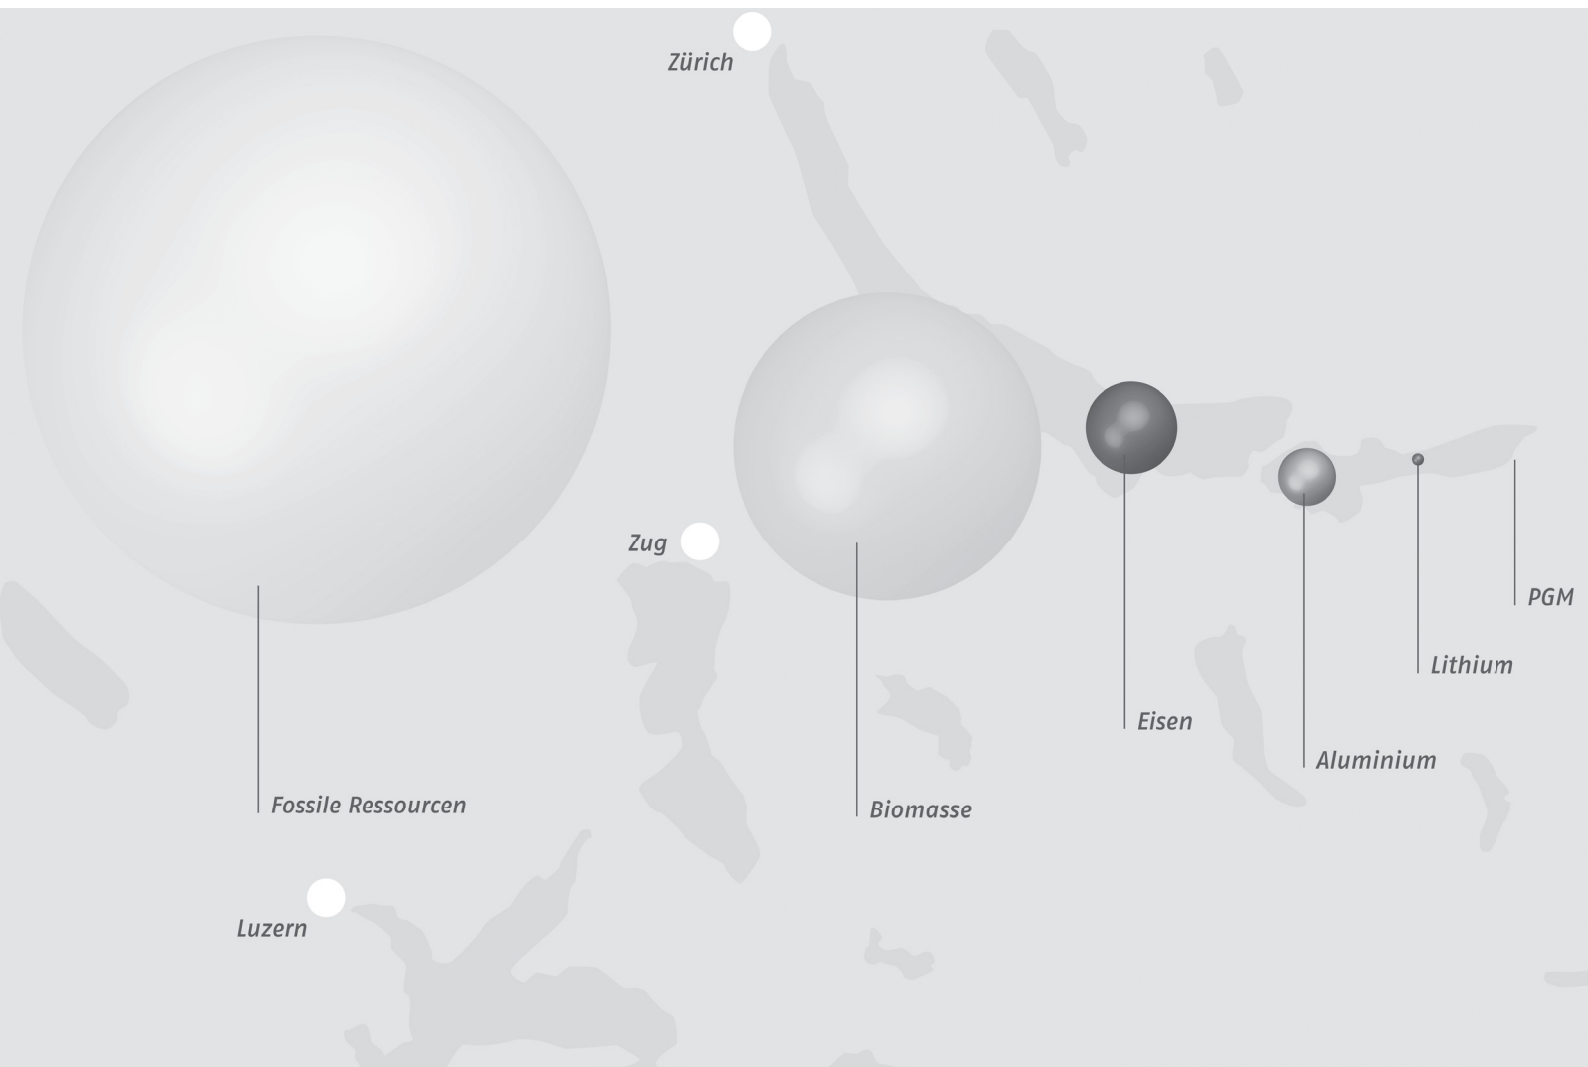 Zürich
Zug
PGM
Lithium
Eisen
Aluminium
Fossile Ressourcen
Biomasse
Luzern